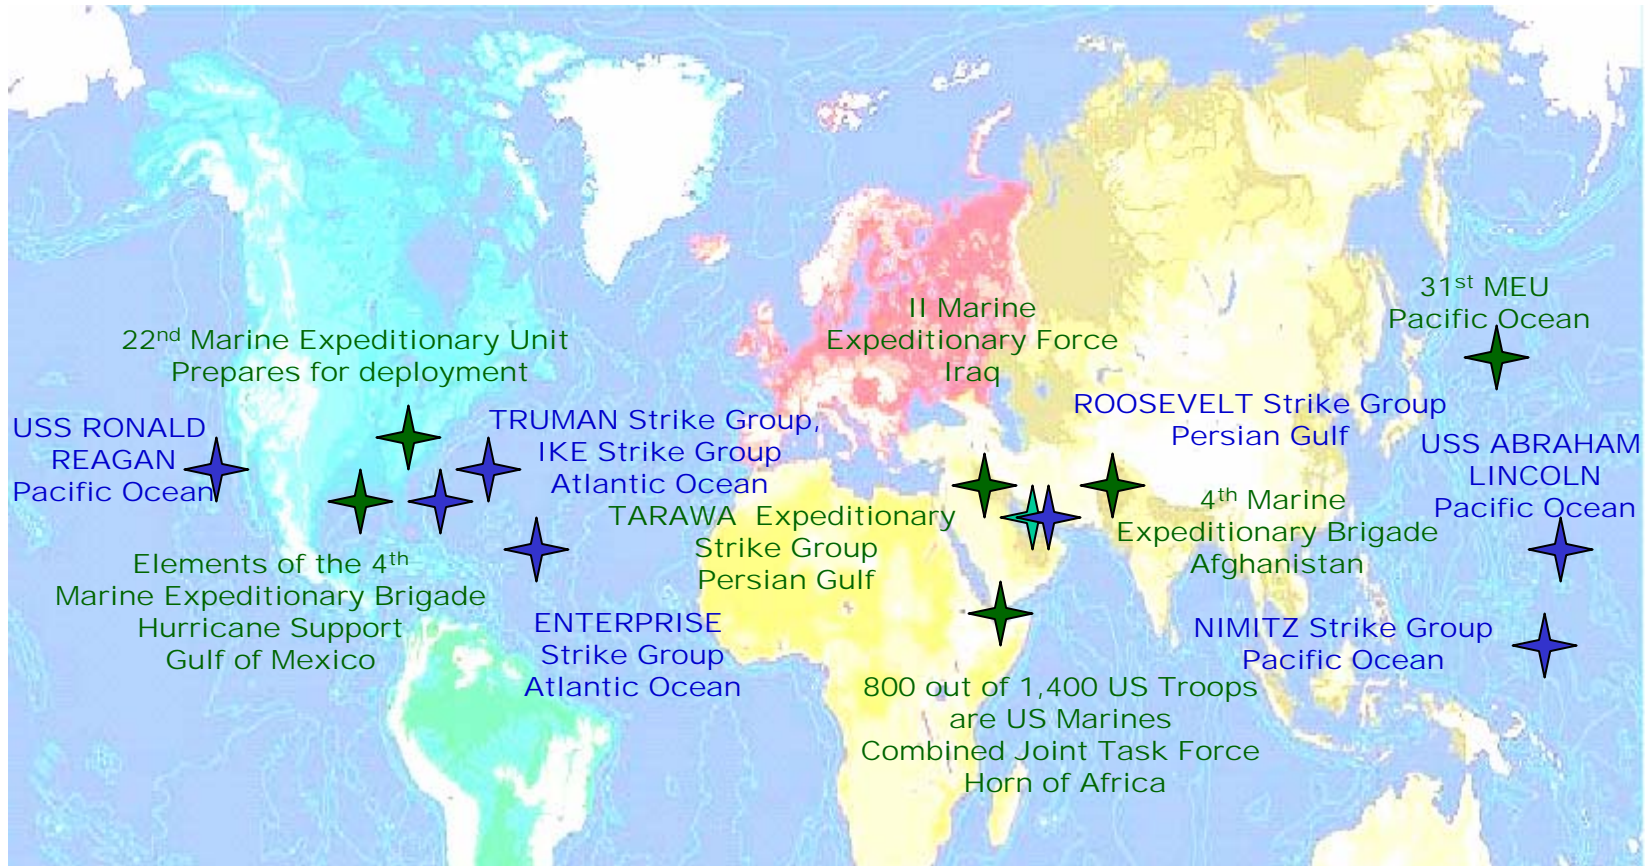 22nd Marine Expeditionary Unit
Prepares for deployment
USS RONALD
REAGAN
Pacific Ocean
TRUMAN Strike Group,
IKE Strike Group
Atlantic Ocean
Elements of the 4th
Marine Expeditionary Brigade
Hurricane Support
Gulf of Mexico
ENTERPRISE
Strike Group
Atlantic Ocean
II Marine
Expeditionary Force
Iraq
TARAWA Expeditionary
Strike Group
Persian Gulf
800 out of 1,400 US Troops
are US Marines
Combined Joint Task Force
Horn of Africa
ROOSEVELT Strike Group
Persian Gulf
4th Marine
Expeditionary Brigade
Afghanistan
31st MEU
Pacific Ocean
USS ABRAHAM
LINCOLN
Pacific Ocean
NIMITZ Strike Group
Pacific Ocean